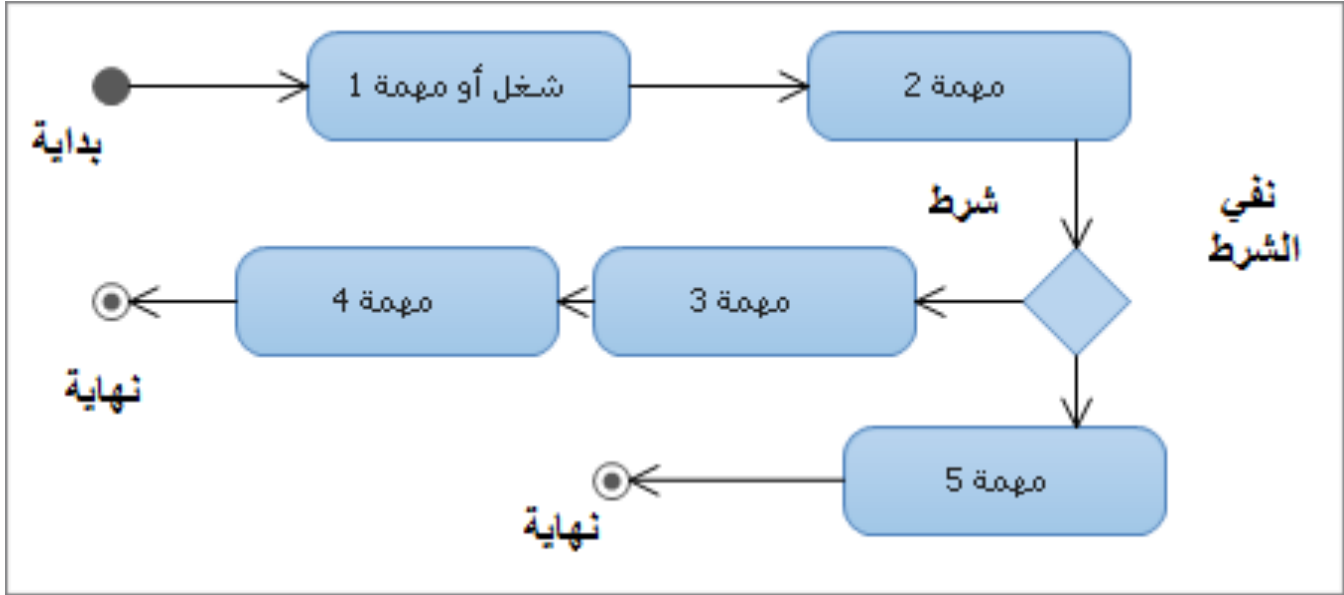 شغل أو مهمة 1
مهمة 2
بداية
شرط
نفي
الشرط
مهمة 3
مهمة 4
نهاية
مهمة 5
نهاية